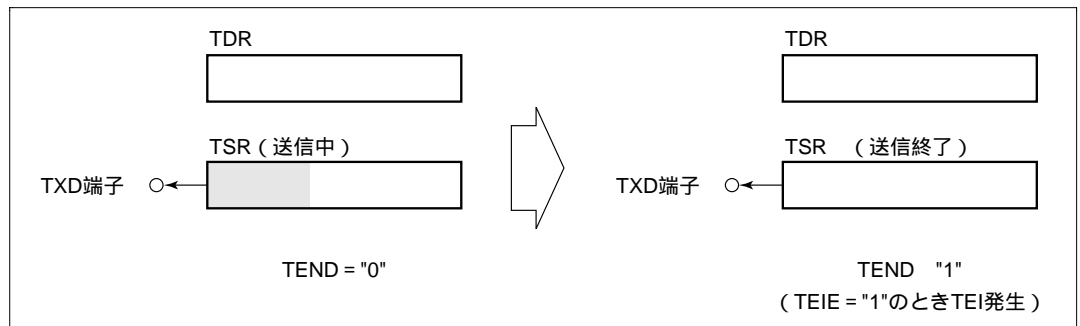 TDR
TSR（送信中）
TXD端子
TEND = "0"
TDR
TSR （送信終了）
TXD端子
TEND "1"
（TEIE = "1"のときTEI発生）